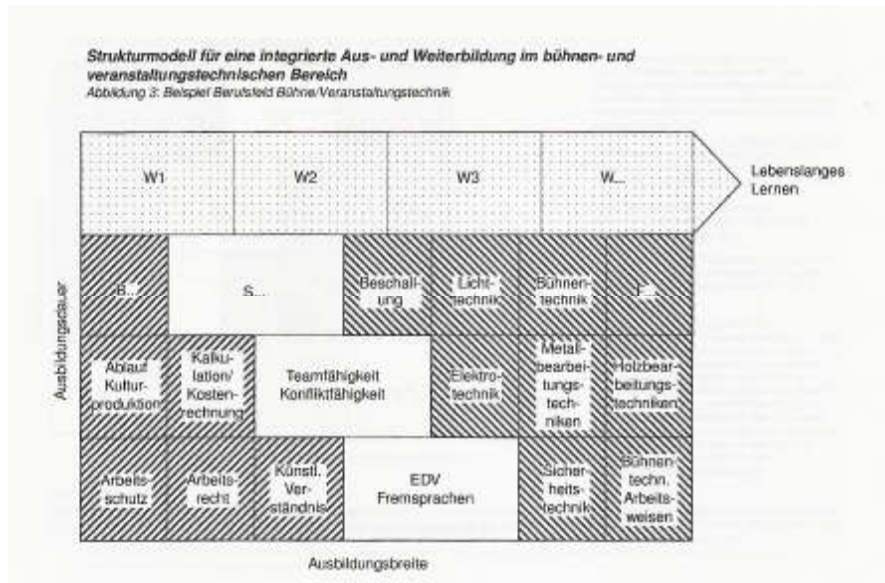 Strukturmodell für eine integrierte Aus- und Weiterbildung im bühnen- und
veranstaltungstechnischen Bereich
Abbildung 3: Beispiel Berufsfeld Bühne/Veranstaltungstechnik
W1
W2
W3
W...
Lebenslanges
Lernen
Ausbildungsdauer
B...
S...
Beschall-
ung
Licht-
technik
Bühnen-
technik
F...
Ablauf
Kultur-
produktion
Kalku-
lation/
Kosten-
rechnung
Teamfähigkeit
Konfliktfähigkeit
Elektro-
technik
Metall-
bearbei-
tungs-
tech-
niken
Holzbear-
beitungs-
techniken
Arbeits-
schutz
Arbeits-
recht
Künstl.
Ver-
ständnis
EDV
Fremsprachen
Sicher-
heits-
technik
Bühnen-
techn.
Arbeits-
weisen
Ausbildungsbreite